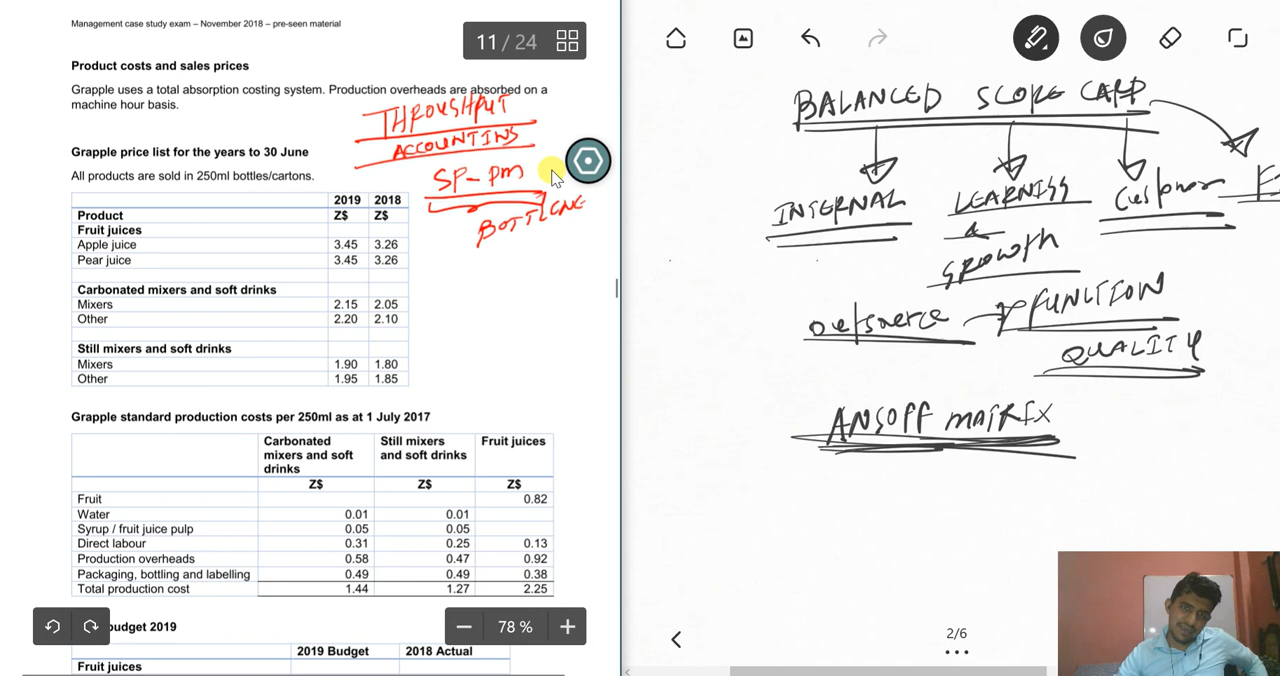 Management case study exam – November 2018 – pre-seen material
11 / 24
Product costs and sales prices
Grapple uses a total absorption costing system. Production overheads are absorbed on a
machine hour basis.
THROUGHPUT
ACCOUNTING
SP - pm
BOTTLENE
Grapple price list for the years to 30 June
All products are sold in 250ml bottles/cartons.
2019 2018
Product Z$ Z$
Fruit juices
Apple juice 3.45 3.26
Pear juice 3.45 3.26
Carbonated mixers and soft drinks
Mixers 2.15 2.05
Other 2.20 2.10
Still mixers and soft drinks
Mixers 1.90 1.80
Other 1.95 1.85
Grapple standard production costs per 250ml as at 1 July 2017
Carbonated Still mixers Fruit juices
mixers and soft and soft drinks
drinks
Z$ Z$ Z$
Fruit 0.82
Water 0.01 0.01
Syrup / fruit juice pulp 0.05 0.05
Direct labour 0.31 0.25 0.13
Production overheads 0.58 0.47 0.92
Packaging, bottling and labelling 0.49 0.49 0.38
Total production cost 1.44 1.27 2.25
budget 2019
78 %
2019 Budget 2018 Actual
Fruit juices
BALANCED SCORE CARD
INTERNAL LEARNING Customer
&
growth
outsource FUNCTION
QUALITY
ANSOFF MATRIX
2/6